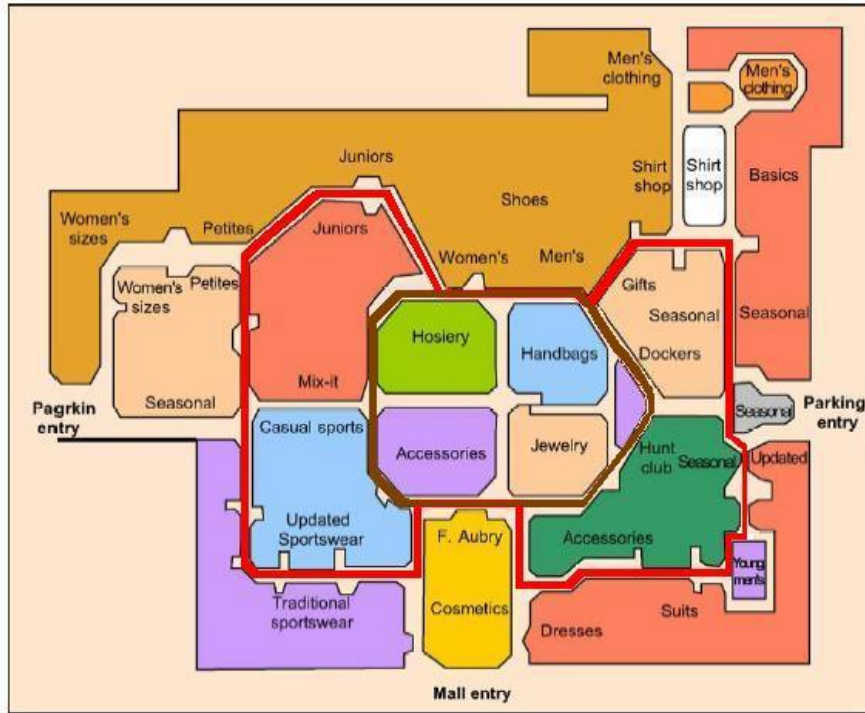 Men's
clothing
Men's
clothing
Juniors
Shirt
shop
Shirt
shop
Basics
Women's
sizes
Petites
Juniors
Shoes
Women's
Men's
Women's
sizes
Petites
Gifts
Seasonal
Seasonal
Hosiery
Handbags
Dockers
Mix-it
Seasonal
Pagrkin
entry
Seasonal
Parking
entry
Casual sports
Accessories
Jewelry
Hunt
club
Seasonal
Updated
Updated
Sportswear
F. Aubry
Accessories
Young
men's
Traditional
sportswear
Cosmetics
Suits
Dresses
Mall entry